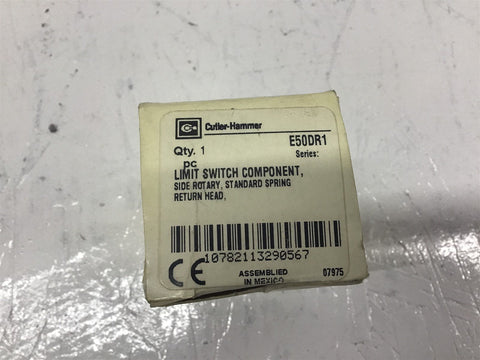 Cutler-Hammer
E50DR1
Qty. 1 Series:
pc
LIMIT SWITCH COMPONENT,
SIDE ROTARY, STANDARD SPRING
RETURN HEAD,
10782113290567
CE
ASSEMBLIED 07975
IN MEXICO